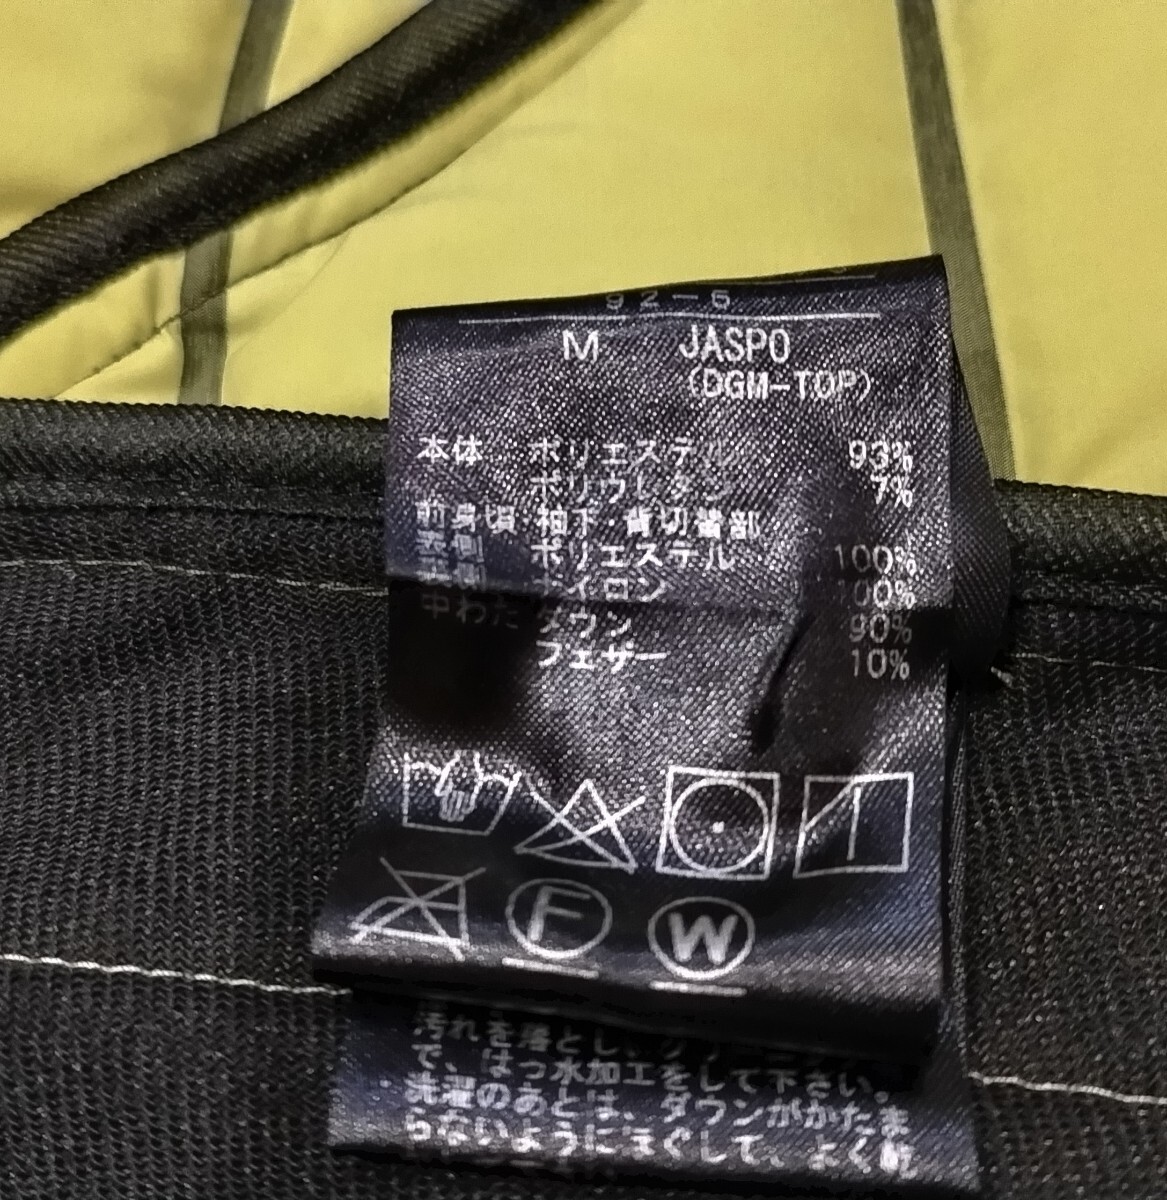 92-5
M JASPO
(DGM-TOP)
本体 ポリエステル 93%
ポリウレタン 7%
前身頃・袖下・背切替部
表側 ポリエステル 100%
裏側 ナイロン 100%
中わた ダウン 90%
フェザー 10%
F W
汚れを落とし、クリーニング
で、はっ水加工をして下さい。
洗濯のあとは、ダウンがかたま
らないようにほぐして、よく乾